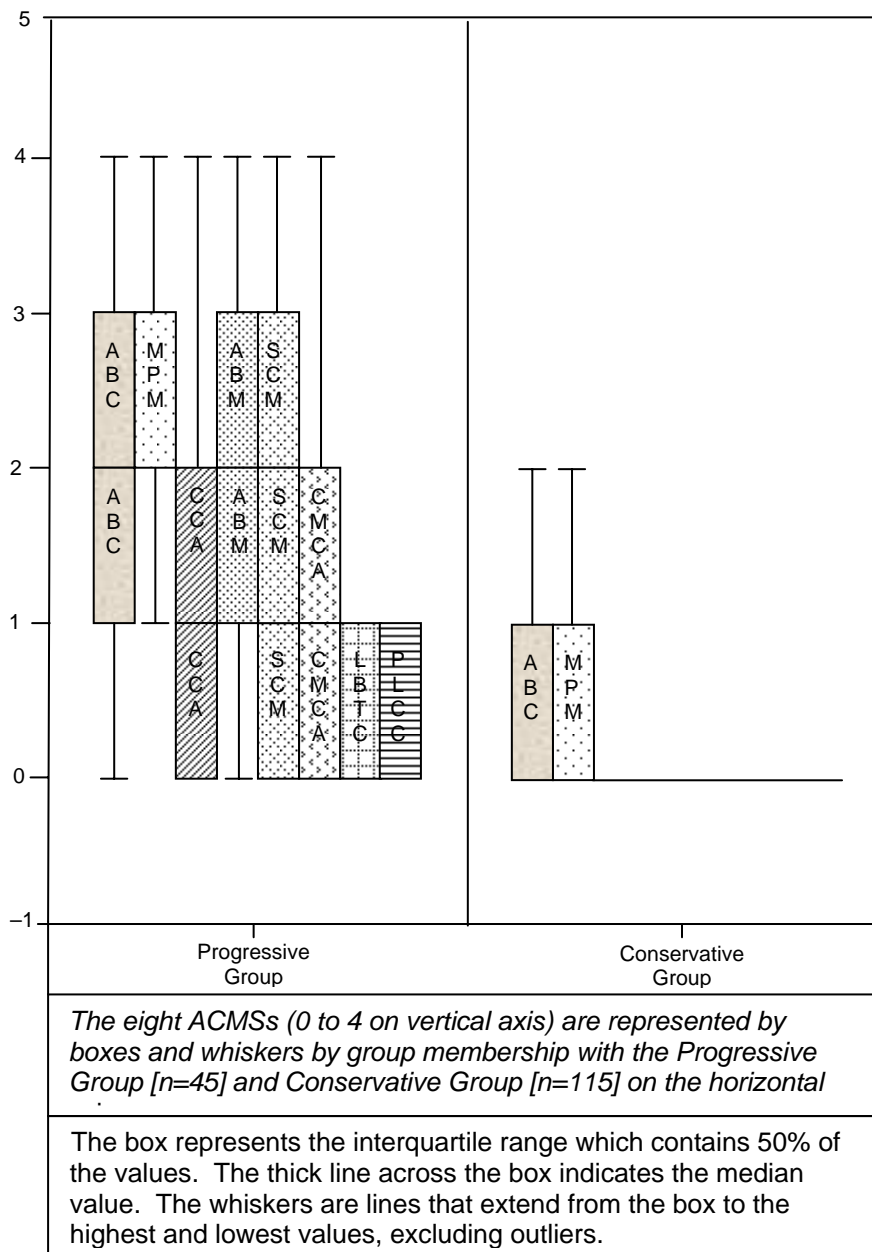 5
4
3
2
1
0
–1
A B C
M P M
A B M
S C M
A B C
C C A
A B M
S C M
C M C A
C C A
S C M
C M C A
L B T C
P L C C
A B C
M P M
Progressive
Group
Conservative
Group
The eight ACMSs (0 to 4 on vertical axis) are represented by
boxes and whiskers by group membership with the Progressive
Group [n=45] and Conservative Group [n=115] on the horizontal
The box represents the interquartile range which contains 50% of
the values. The thick line across the box indicates the median
value. The whiskers are lines that extend from the box to the
highest and lowest values, excluding outliers.